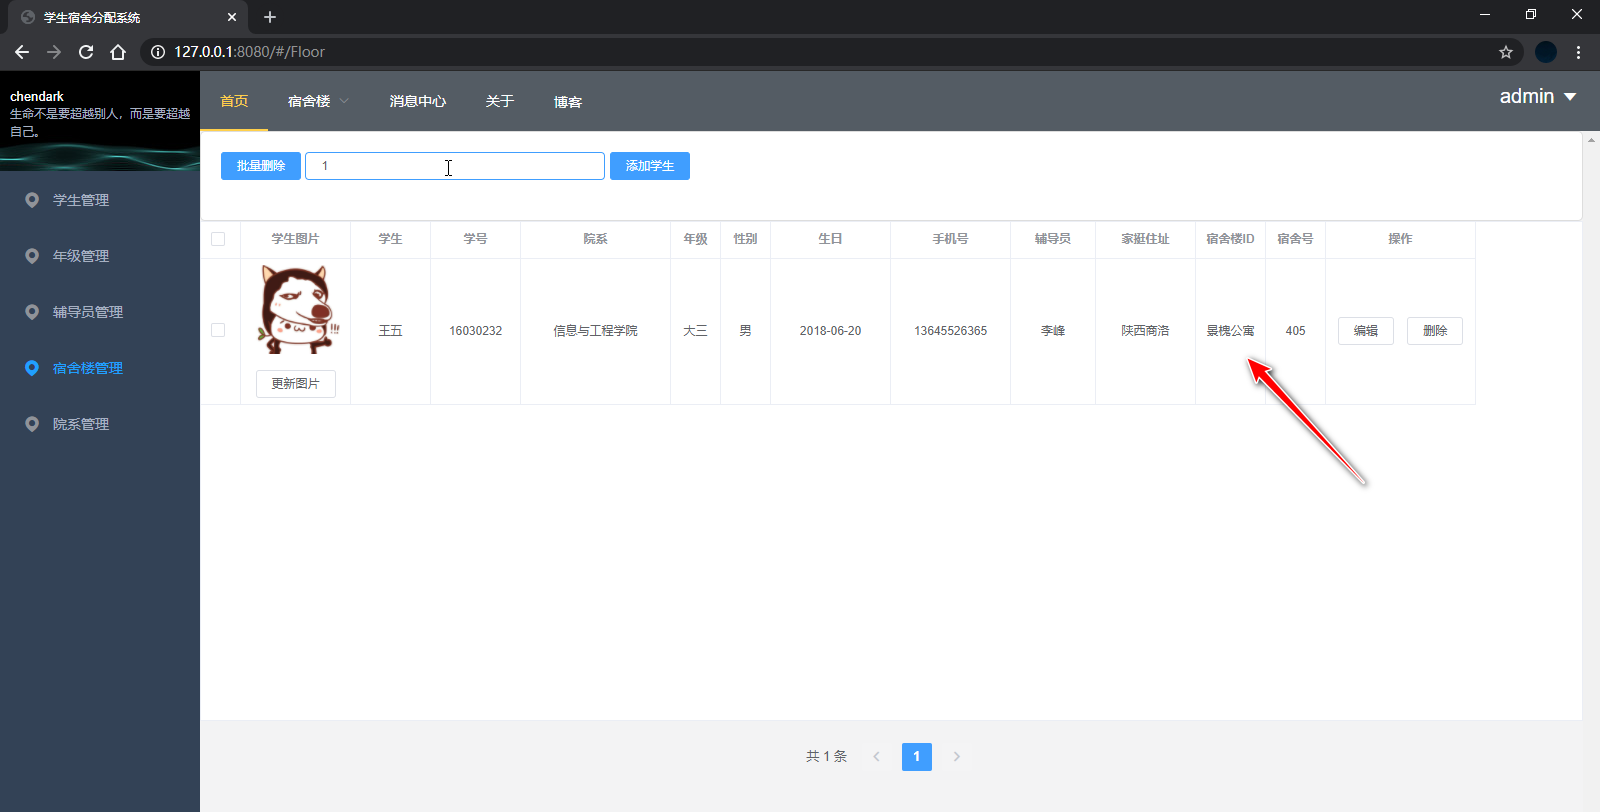 学生宿舍分配系统
127.0.0.1:8080/#/Floor
chendark
生命不是要超越别人，而是要超越
自己。
首页 宿舍楼 消息中心 关于 博客
admin
学生管理
年级管理
辅导员管理
宿舍楼管理
院系管理
批量删除 1 添加学生
学生图片 学生 学号 院系 年级 性别 生日 手机号 辅导员 家挺住址 宿舍楼ID 宿舍号 操作
王五 16030232 信息与工程学院 大三 男 2018-06-20 13645526365 李峰 陕西商洛 景槐公寓 405 编辑 删除
更新图片
共 1 条 1